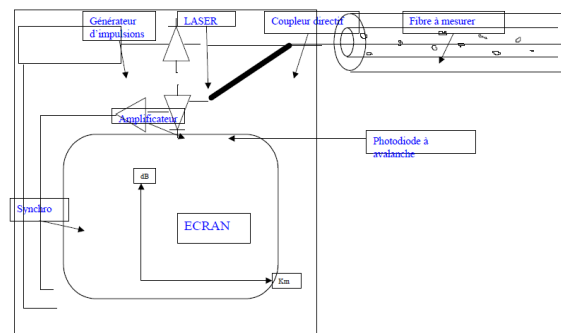 Générateur
d'impulsions
LASER
Coupleur directif
Fibre à mesurer
Amplificateur
Photodiode à
avalanche
dB
Synchro
ECRAN
Km